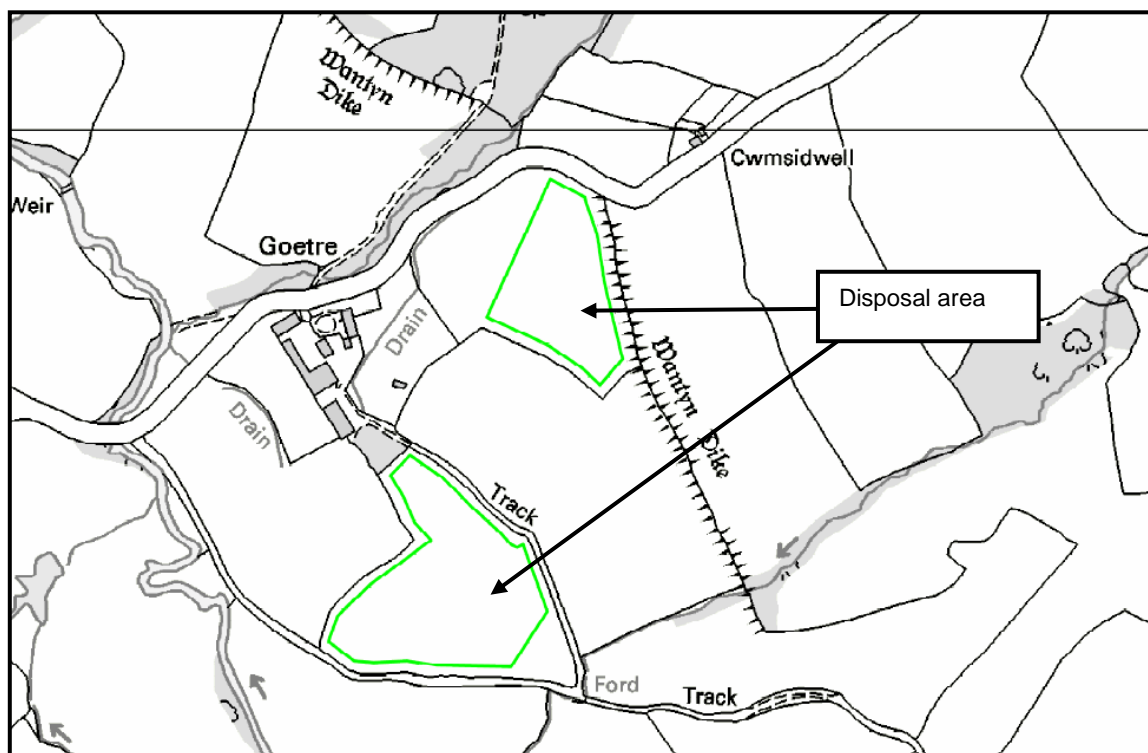 Wantyn
Dike
Cwmsidwell
Weir
Goetre
Disposal area
Drain
Wantyn Dike
Drain
Track
Ford
Track